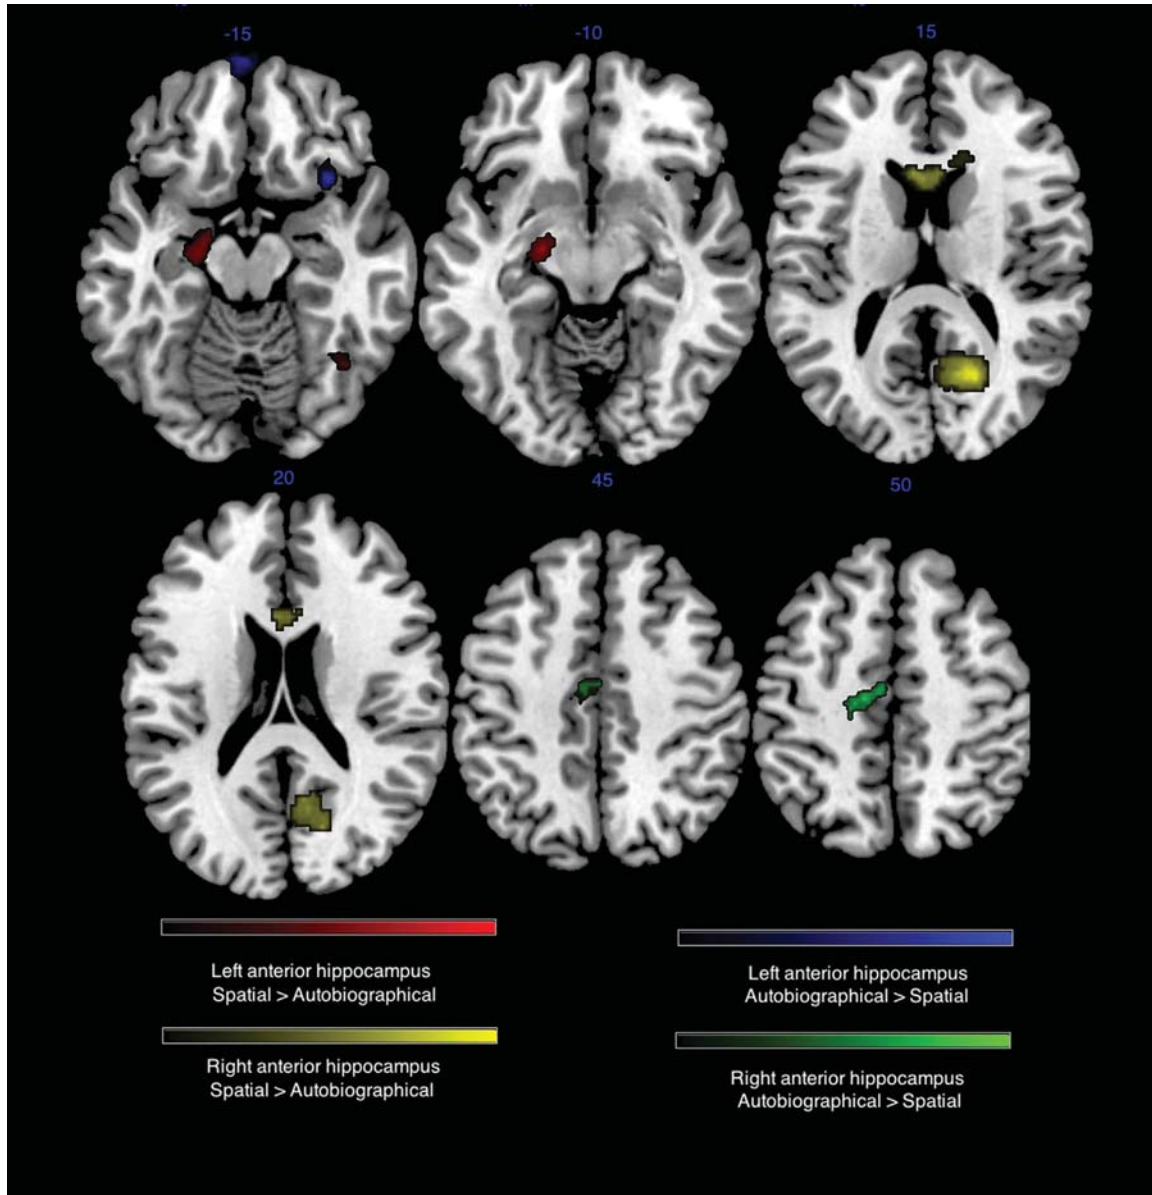 -15
-10
15
20
45
50
Left anterior hippocampus
Spatial > Autobiographical
Left anterior hippocampus
Autobiographical > Spatial
Right anterior hippocampus
Spatial > Autobiographical
Right anterior hippocampus
Autobiographical > Spatial